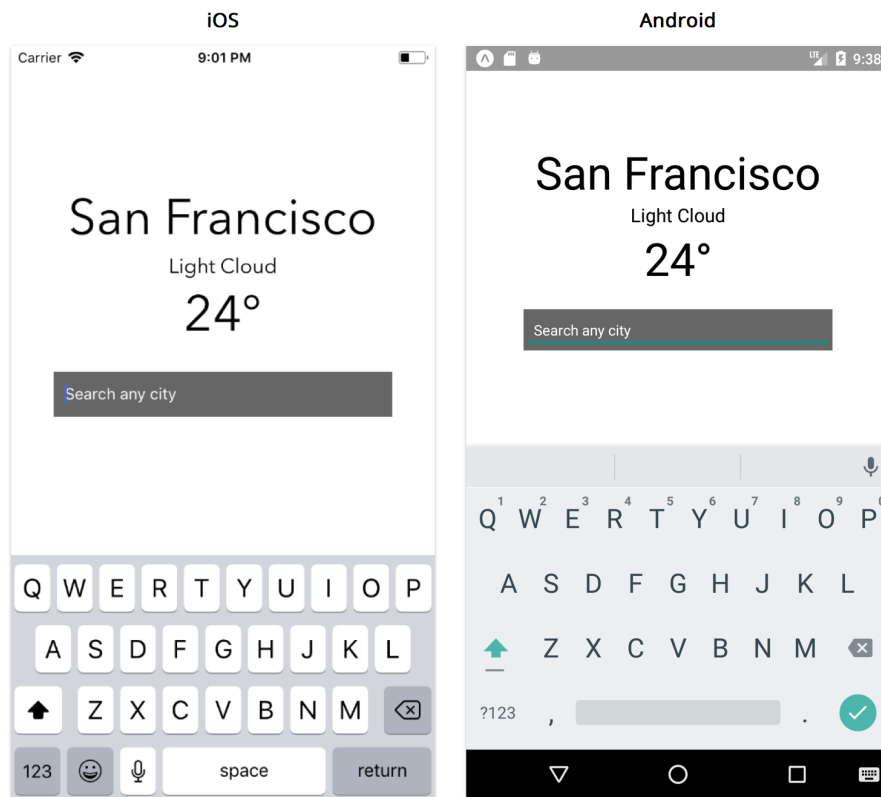 iOS
Carrier 9:01 PM
San Francisco
Light Cloud
24°
Search any city
Q W E R T Y U I O P
A S D F G H J K L
Z X C V B N M
123 space return
Android
LTE 9:38
San Francisco
Light Cloud
24°
Search any city
1 2 3 4 5 6 7 8 9
Q W E R T Y U I O P
A S D F G H J K L
Z X C V B N M
?123 , .